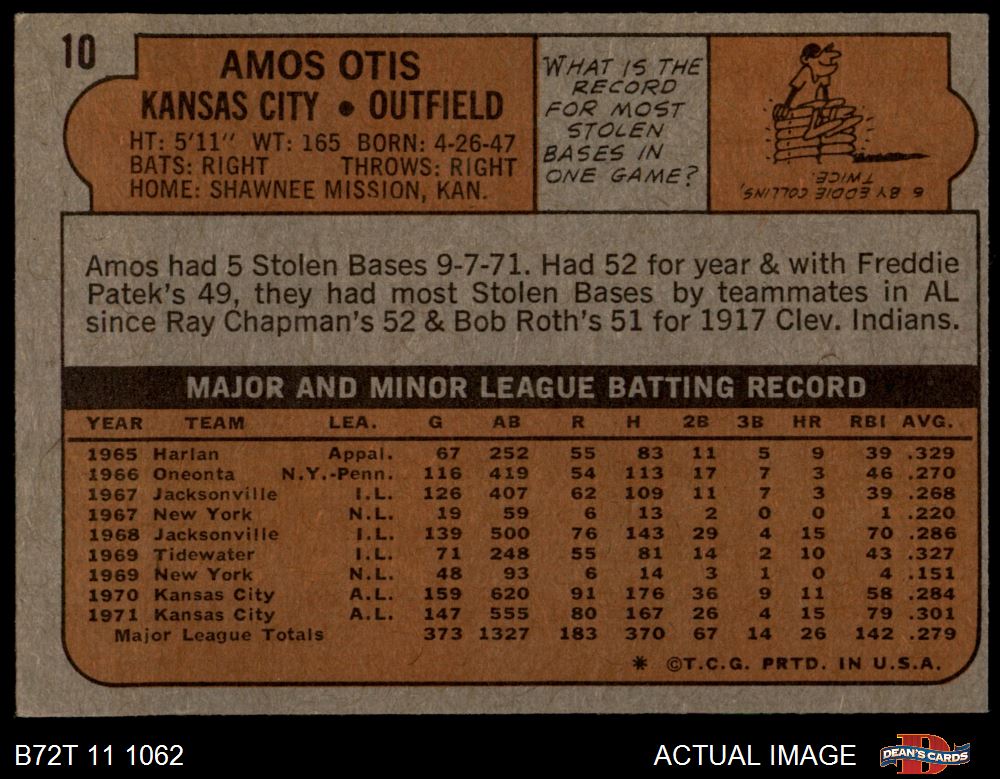 10
AMOS OTIS
KANSAS CITY • OUTFIELD
HT: 5'11" WT: 165 BORN: 4-26-47
BATS: RIGHT THROWS: RIGHT
HOME: SHAWNEE MISSION, KAN.
WHAT IS THE
RECORD
FOR MOST
STOLEN
BASES IN
ONE GAME?
6 BY EDDIE COLLINS,
TWICE.
Amos had 5 Stolen Bases 9-7-71. Had 52 for year & with Freddie
Patek's 49, they had most Stolen Bases by teammates in AL
since Ray Chapman's 52 & Bob Roth's 51 for 1917 Clev. Indians.
MAJOR AND MINOR LEAGUE BATTING RECORD
YEAR TEAM LEA. G AB R H 2B 3B HR RBI AVG.
1965 Harlan Appal. 67 252 55 83 11 5 9 39 .329
1966 Oneonta N.Y.-Penn. 116 419 54 113 17 7 3 46 .270
1967 Jacksonville I.L. 126 407 62 109 11 7 3 39 .268
1967 New York N.L. 19 59 6 13 2 0 0 1 .220
1968 Jacksonville I.L. 139 500 76 143 29 4 15 70 .286
1969 Tidewater I.L. 71 248 55 81 14 2 10 43 .327
1969 New York N.L. 48 93 6 14 3 1 0 4 .151
1970 Kansas City A.L. 159 620 91 176 36 9 11 58 .284
1971 Kansas City A.L. 147 555 80 167 26 4 15 79 .301
Major League Totals 373 1327 183 370 67 14 26 142 .279
* ©T.C.G. PRTD. IN U.S.A.
B72T 11 1062
ACTUAL IMAGE
D
DEAN'S CARDS